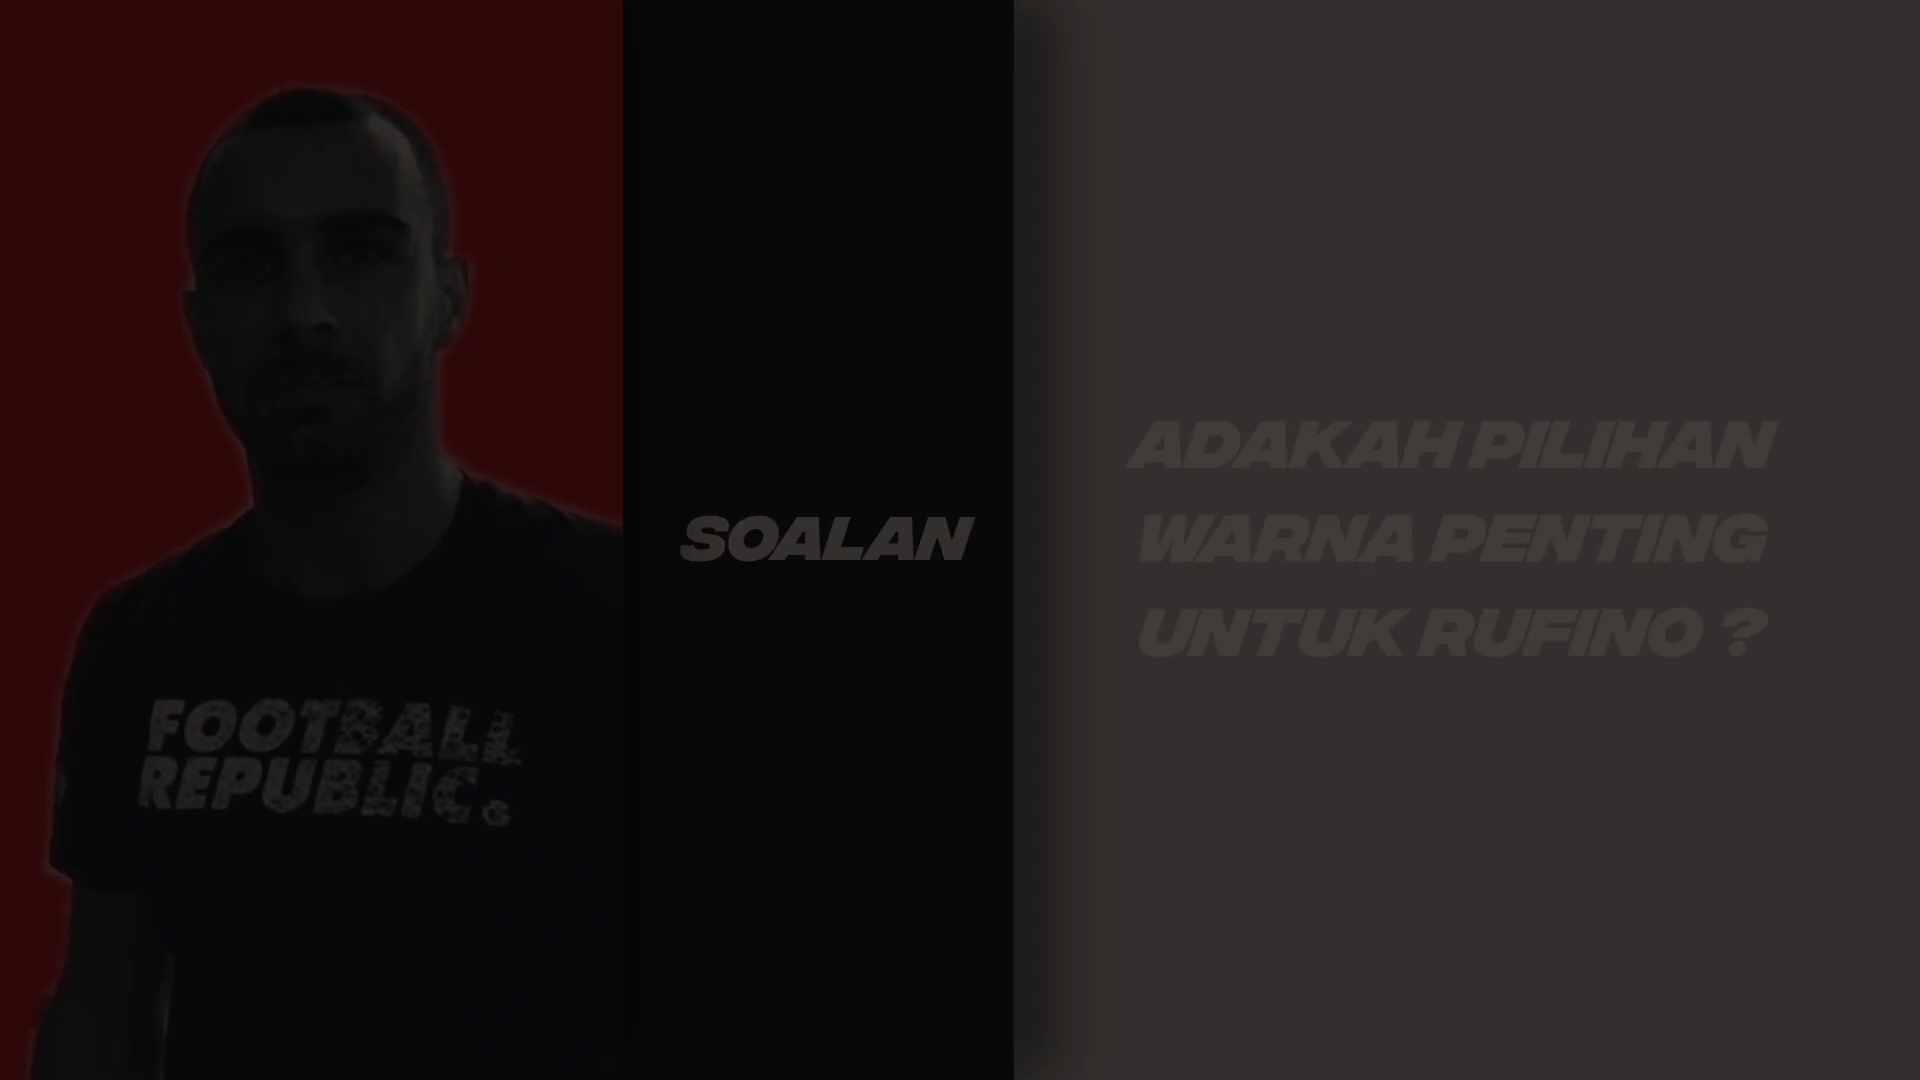 FOOTBALL
REPUBLIC.
SOALAN
ADAKAH PILIHAN
WARNA PENTING
UNTUK RUFINO ?